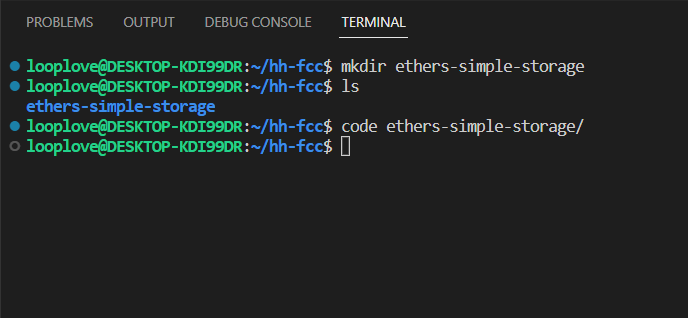 PROBLEMS OUTPUT DEBUG CONSOLE TERMINAL
looplove@DESKTOP-KDI99DR:~/hh-fcc$ mkdir ethers-simple-storage
looplove@DESKTOP-KDI99DR:~/hh-fcc$ ls
ethers-simple-storage
looplove@DESKTOP-KDI99DR:~/hh-fcc$ code ethers-simple-storage/
looplove@DESKTOP-KDI99DR:~/hh-fcc$